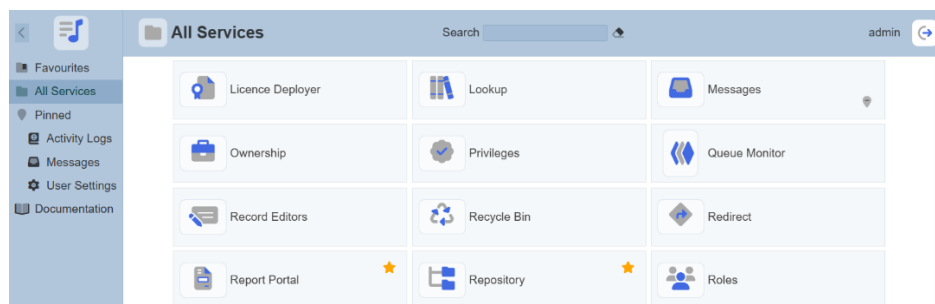 All Services
Search
admin
Favourites
All Services
Pinned
Activity Logs
Messages
User Settings
Documentation
Licence Deployer
Lookup
Messages
Ownership
Privileges
Queue Monitor
Record Editors
Recycle Bin
Redirect
Report Portal
Repository
Roles